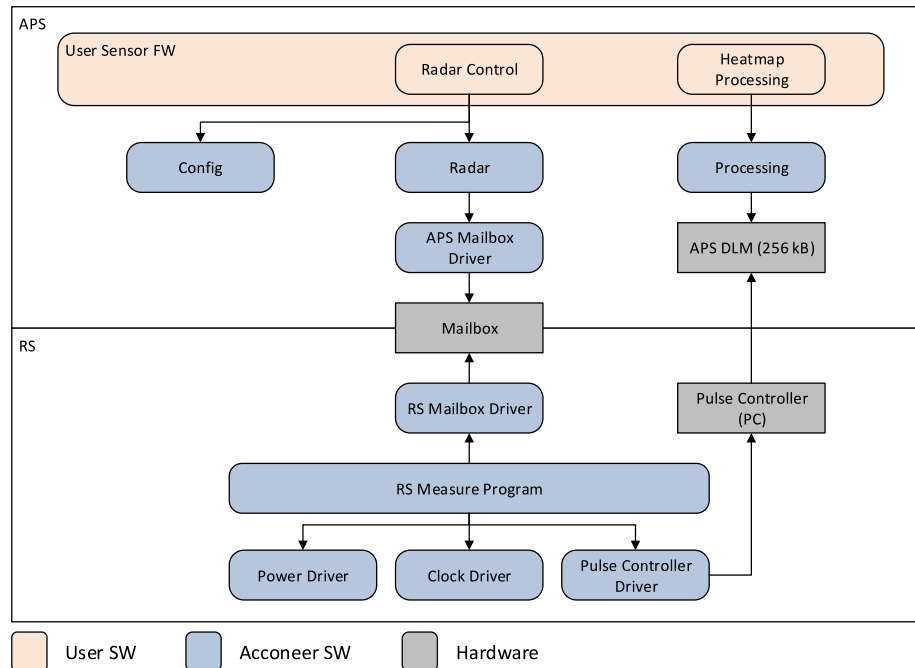 APS
User Sensor FW
Radar Control
Heatmap
Processing
Config
Radar
Processing
APS Mailbox
Driver
APS DLM (256 kB)
Mailbox
RS
RS Mailbox Driver
Pulse Controller
(PC)
RS Measure Program
Power Driver
Clock Driver
Pulse Controller
Driver
User SW
Acconeer SW
Hardware